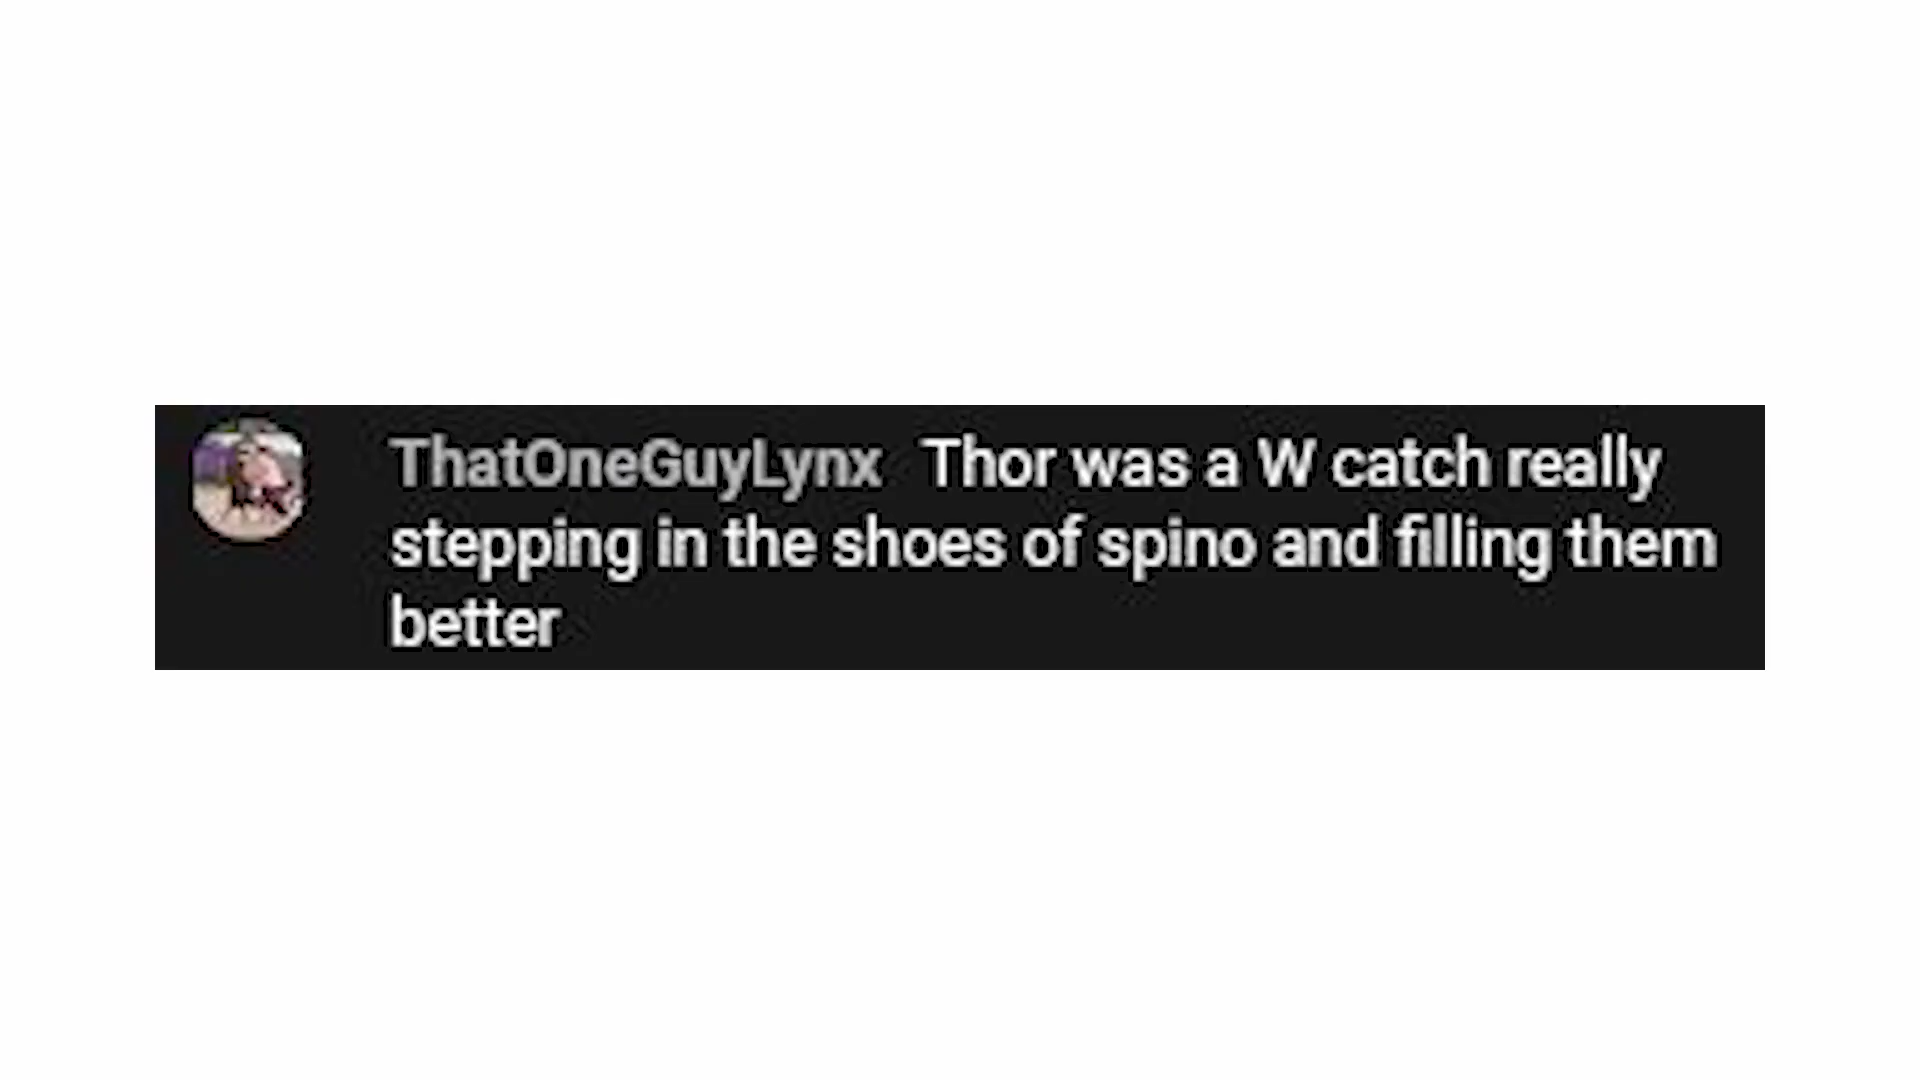 ThatOneGuyLynx Thor was a W catch really
stepping in the shoes of spino and filling them
better